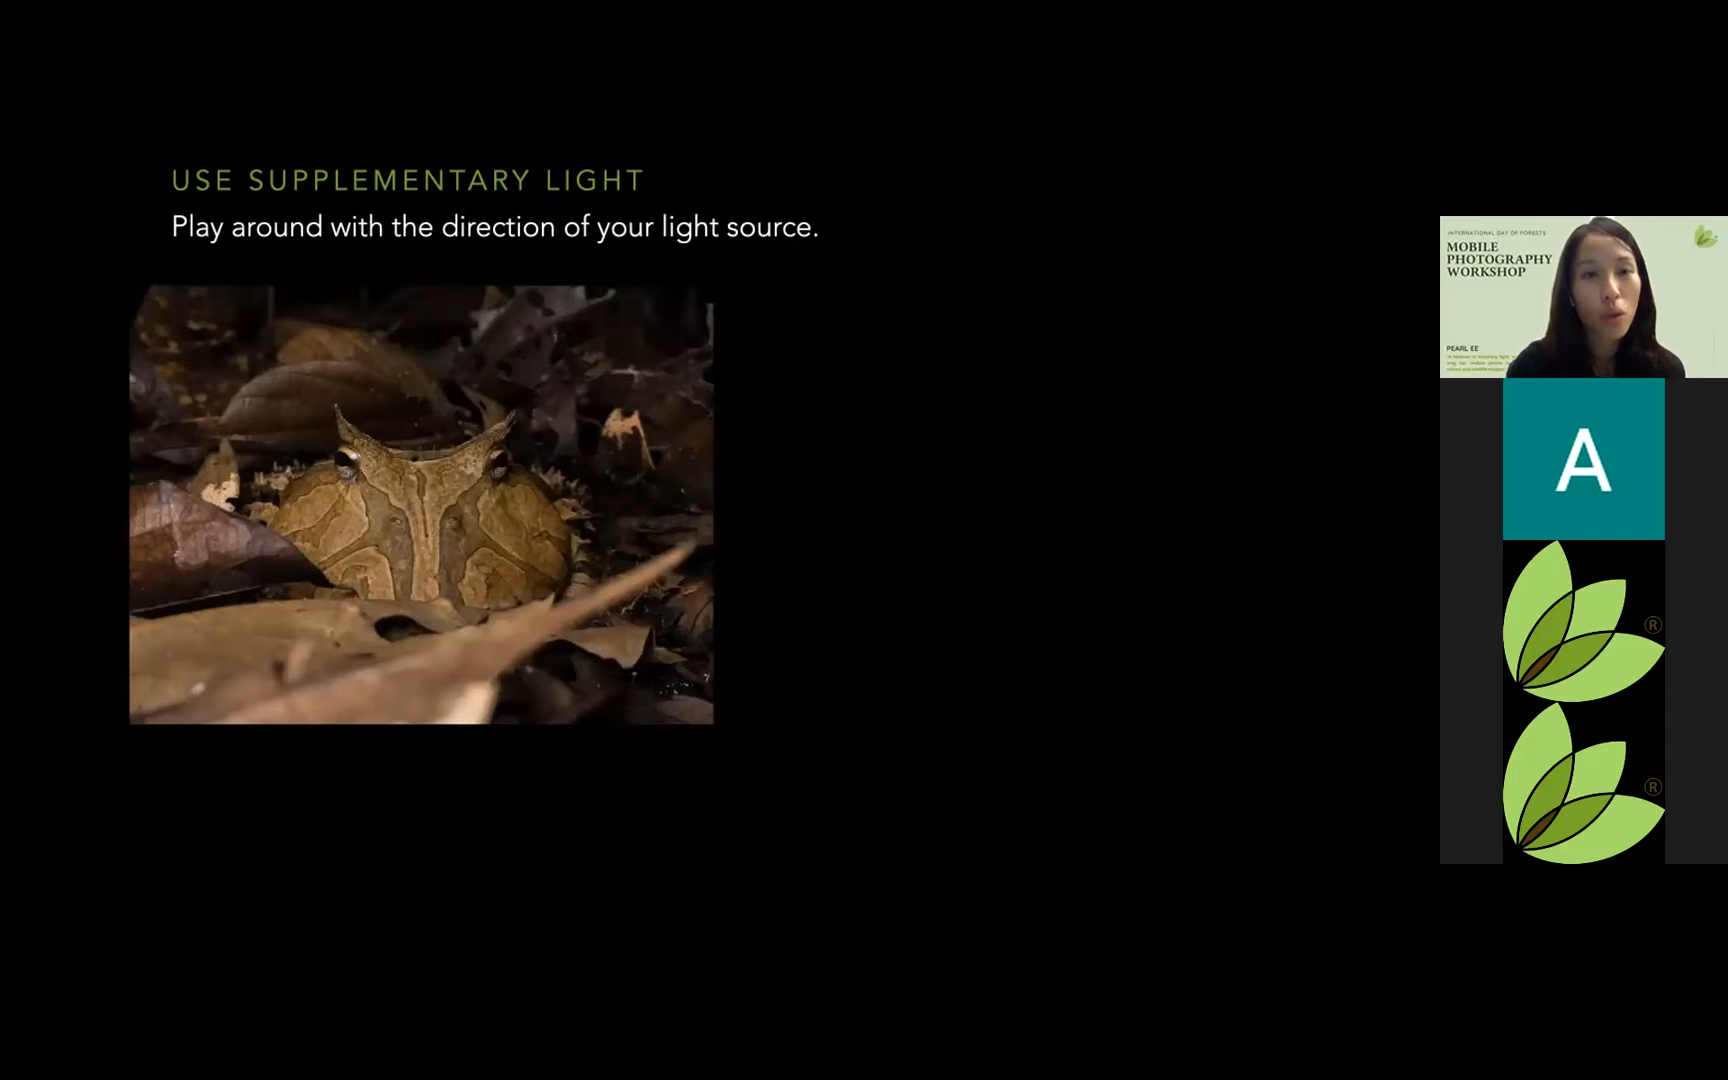 USE SUPPLEMENTARY LIGHT
Play around with the direction of your light source.
INTERNATIONAL DAY OF FORESTS
MOBILE
PHOTOGRAPHY
WORKSHOP
PEARL EE
A
®
®